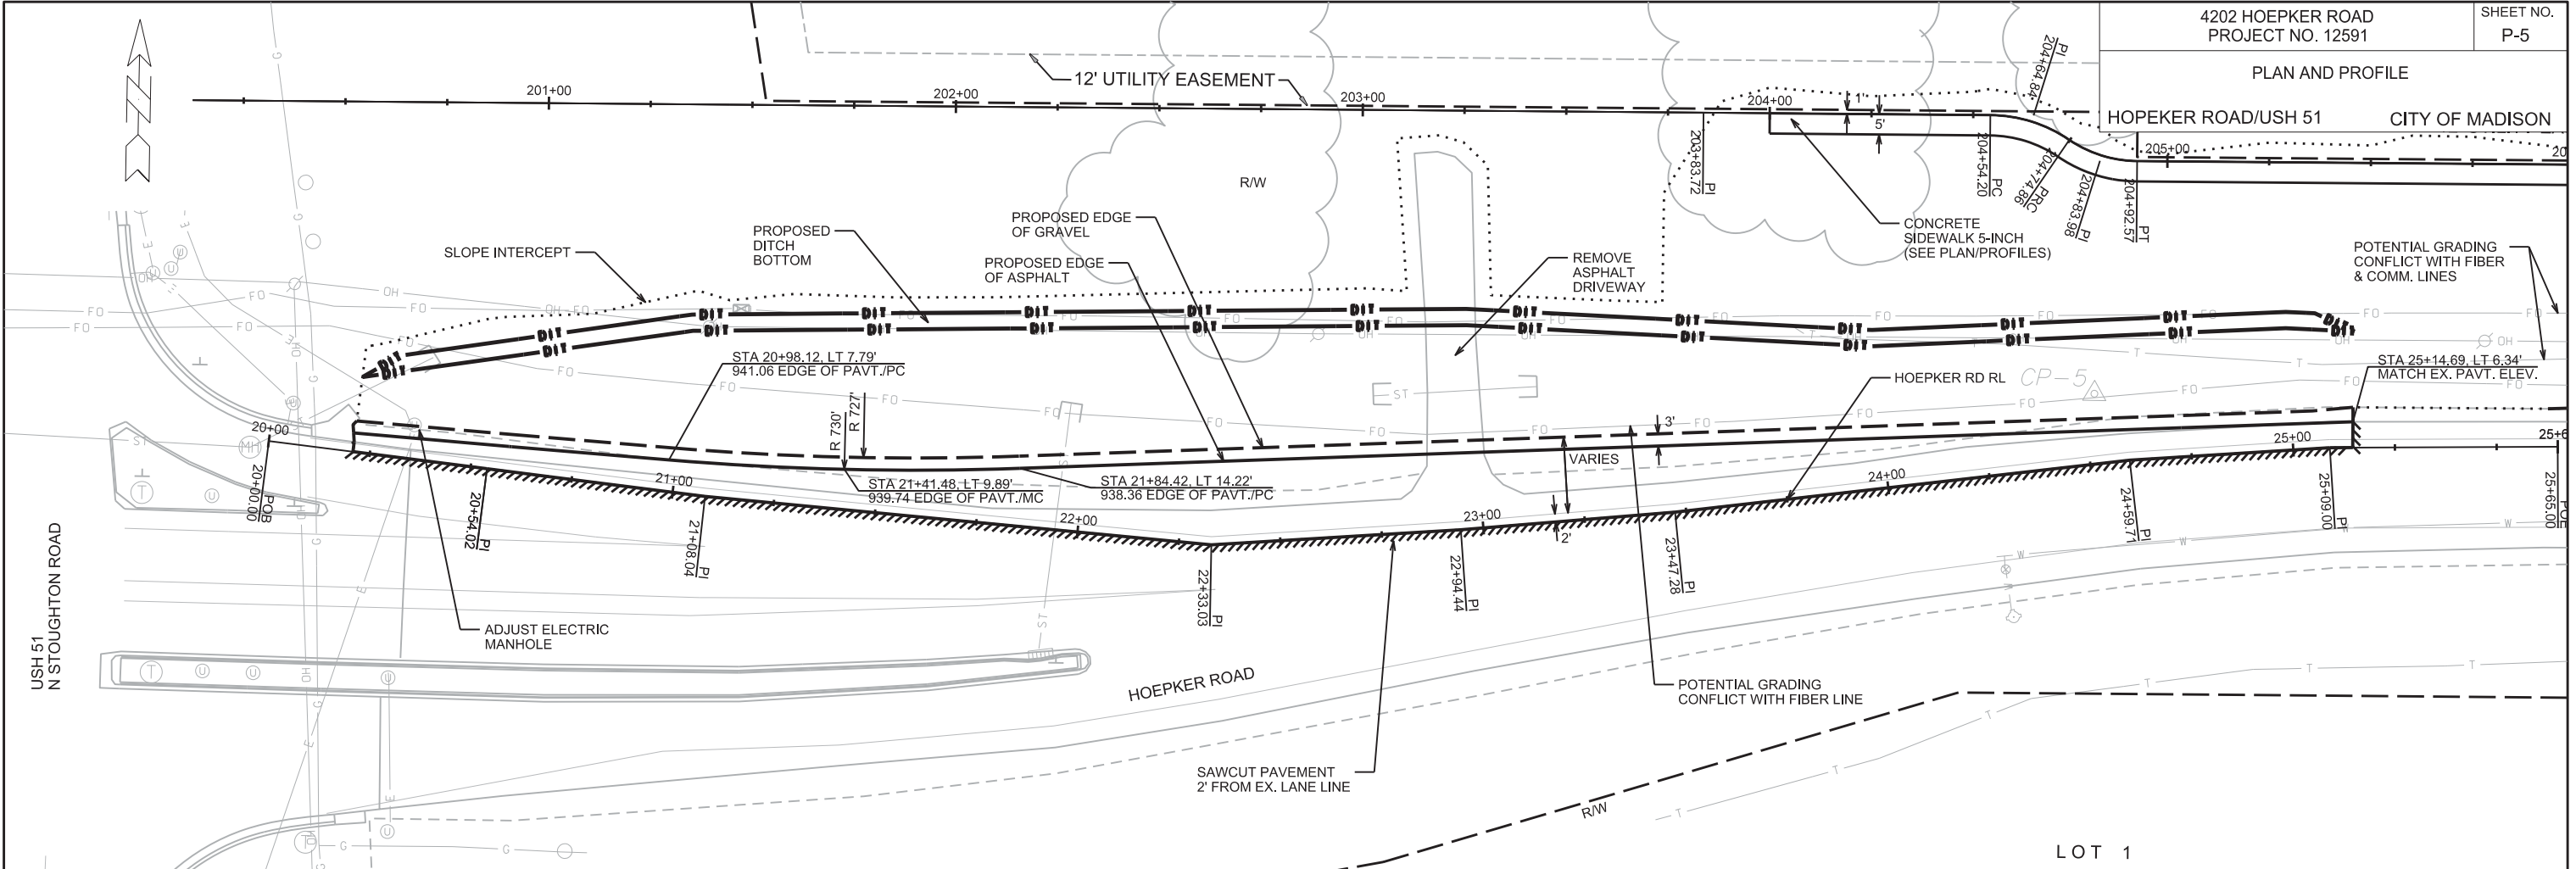 4202 HOEPKER ROAD
PROJECT NO. 12591
SHEET NO.
P-5
PLAN AND PROFILE
HOPEKER ROAD/USH 51
CITY OF MADISON
12' UTILITY EASEMENT
201+00
202+00
203+00
204+00
205+00
20
1'
5'
PI
204+64.84
203+83.72
PI
204+54.20
PC
204+74.86
PRC
204+83.98
PI
204+92.57
PT
R/W
CONCRETE
SIDEWALK 5-INCH
(SEE PLAN/PROFILES)
SLOPE INTERCEPT
PROPOSED
DITCH
BOTTOM
PROPOSED EDGE
OF GRAVEL
PROPOSED EDGE
OF ASPHALT
REMOVE
ASPHALT
DRIVEWAY
POTENTIAL GRADING
CONFLICT WITH FIBER
& COMM. LINES
STA 20+98.12, LT 7.79'
941.06 EDGE OF PAVT./PC
R 730'
R 727'
STA 21+41.48, LT 9.89'
939.74 EDGE OF PAVT./MC
STA 21+84.42, LT 14.22'
938.36 EDGE OF PAVT./PC
HOEPKER RD RL
CP-5
STA 25+14.69, LT 6.34'
MATCH EX. PAVT. ELEV.
3'
VARIES
2'
20+00
21+00
22+00
23+00
24+00
25+00
25+6
20+00.00
POB
20+54.02
PI
21+08.04
PI
22+33.03
PI
22+94.44
PI
23+47.28
PI
24+59.71
PI
25+09.00
PI
25+65.00
POE
ADJUST ELECTRIC
MANHOLE
USH 51
N STOUGHTON ROAD
HOEPKER ROAD
POTENTIAL GRADING
CONFLICT WITH FIBER LINE
SAWCUT PAVEMENT
2' FROM EX. LANE LINE
R/W
LOT 1